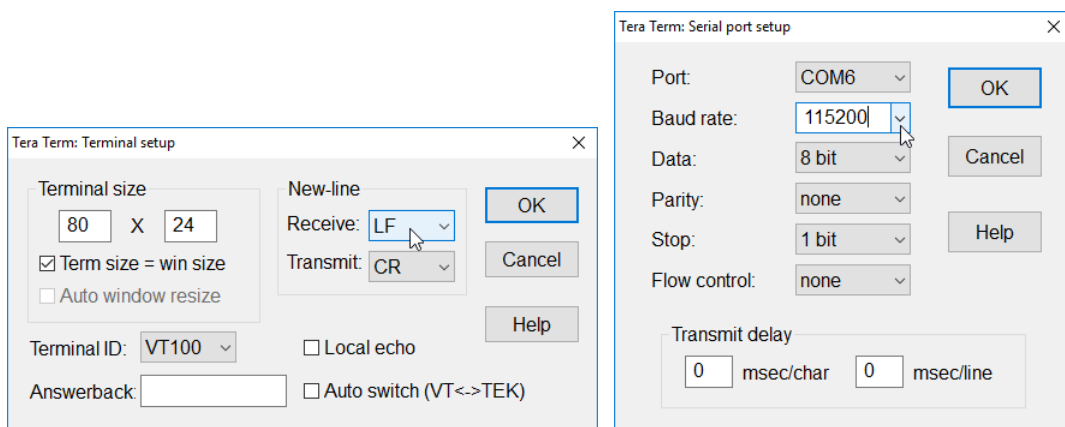 Tera Term: Terminal setup
Terminal size
80 X 24
Term size = win size
Auto window resize
New-line
Receive: LF
Transmit: CR
OK
Cancel
Help
Terminal ID: VT100
Local echo
Answerback:
Auto switch (VT<->TEK)
Tera Term: Serial port setup
Port: COM6
Baud rate: 115200
Data: 8 bit
Parity: none
Stop: 1 bit
Flow control: none
OK
Cancel
Help
Transmit delay
0 msec/char 0 msec/line